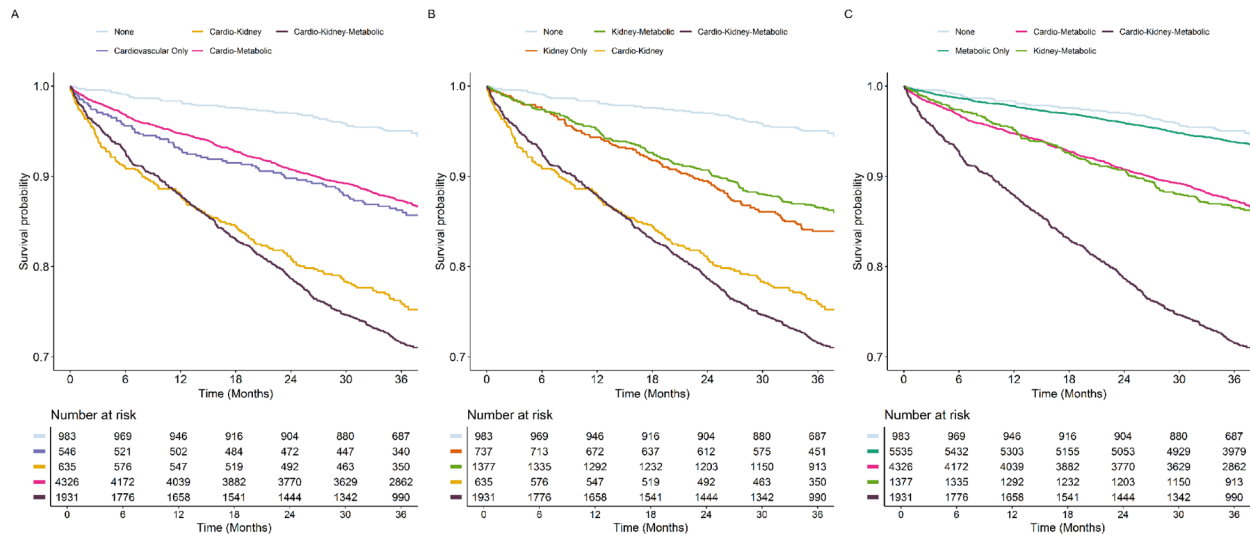 A
None
Cardio-Kidney
Cardio-Kidney-Metabolic
Cardiovascular Only
Cardio-Metabolic
Survival probability
1.0
0.9
0.8
0.7
0 6 12 18 24 30 36
Time (Months)
Number at risk
983 969 946 916 904 880 687
546 521 502 484 472 447 340
635 576 547 519 492 463 350
4326 4172 4039 3882 3770 3629 2862
1931 1776 1658 1541 1444 1342 990
0 6 12 18 24 30 36
Time (Months)
B
None
Kidney-Metabolic
Cardio-Kidney-Metabolic
Kidney Only
Cardio-Kidney
Survival probability
1.0
0.9
0.8
0.7
0 6 12 18 24 30 36
Time (Months)
Number at risk
983 969 946 916 904 880 687
737 713 672 637 612 575 451
1377 1335 1292 1232 1203 1150 913
635 576 547 519 492 463 350
1931 1776 1658 1541 1444 1342 990
0 6 12 18 24 30 36
Time (Months)
C
None
Cardio-Metabolic
Cardio-Kidney-Metabolic
Metabolic Only
Kidney-Metabolic
Survival probability
1.0
0.9
0.8
0.7
0 6 12 18 24 30 36
Time (Months)
Number at risk
983 969 946 916 904 880 687
5535 5432 5303 5155 5053 4929 3979
4326 4172 4039 3882 3770 3629 2862
1377 1335 1292 1232 1203 1150 913
1931 1776 1658 1541 1444 1342 990
0 6 12 18 24 30 36
Time (Months)